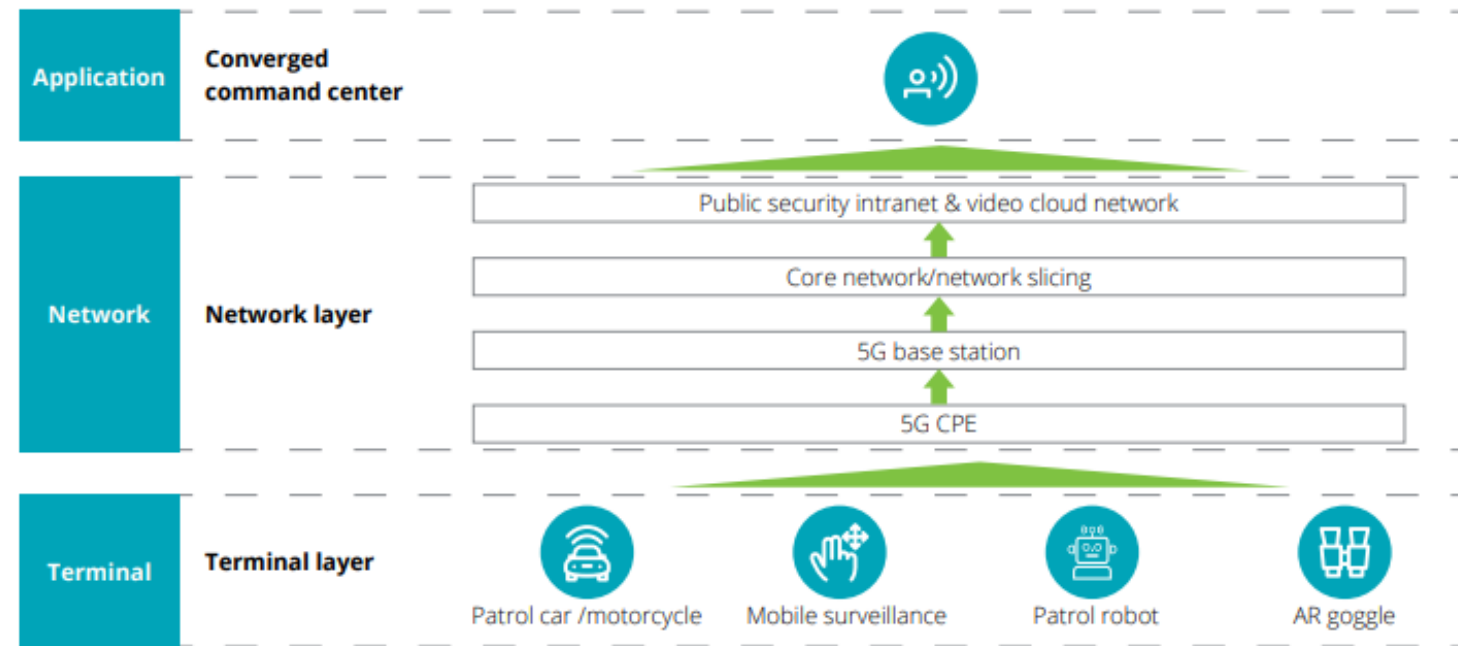 Application
Converged
command center
Public security intranet & video cloud network
Core network/network slicing
Network
Network layer
5G base station
5G CPE
Terminal
Terminal layer
Patrol car /motorcycle
Mobile surveillance
Patrol robot
AR goggle